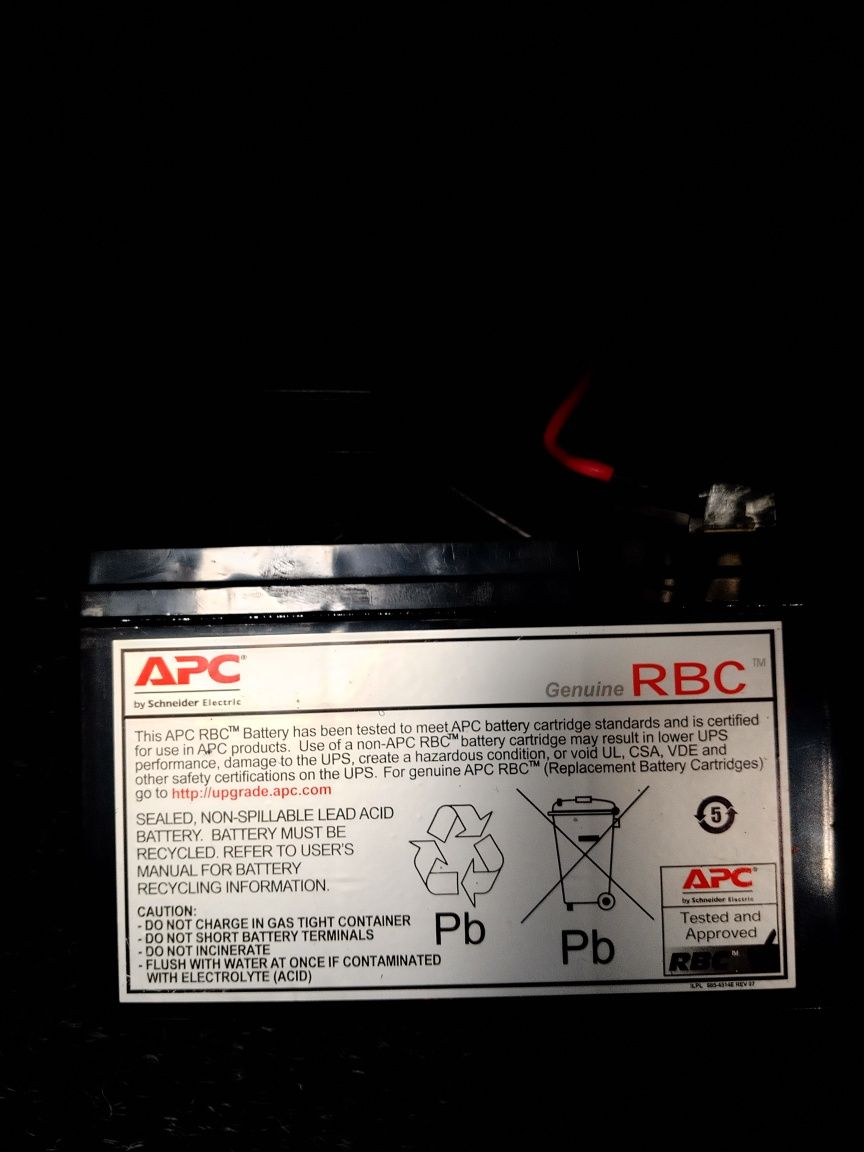 APC®
by Schneider Electric
Genuine RBC™
This APC RBC™ Battery has been tested to meet APC battery cartridge standards and is certified
for use in APC products. Use of a non-APC RBC™ battery cartridge may result in lower UPS
performance, damage to the UPS, create a hazardous condition, or void UL, CSA, VDE and
other safety certifications on the UPS. For genuine APC RBC™ (Replacement Battery Cartridges)
go to http://upgrade.apc.com
SEALED, NON-SPILLABLE LEAD ACID
BATTERY. BATTERY MUST BE
RECYCLED. REFER TO USER'S
MANUAL FOR BATTERY
RECYCLING INFORMATION.
CAUTION:
- DO NOT CHARGE IN GAS TIGHT CONTAINER
- DO NOT SHORT BATTERY TERMINALS
- DO NOT INCINERATE
- FLUSH WITH WATER AT ONCE IF CONTAMINATED
WITH ELECTROLYTE (ACID)
Pb
Pb
5
APC®
by Schneider Electric
Tested and
Approved
RBC™